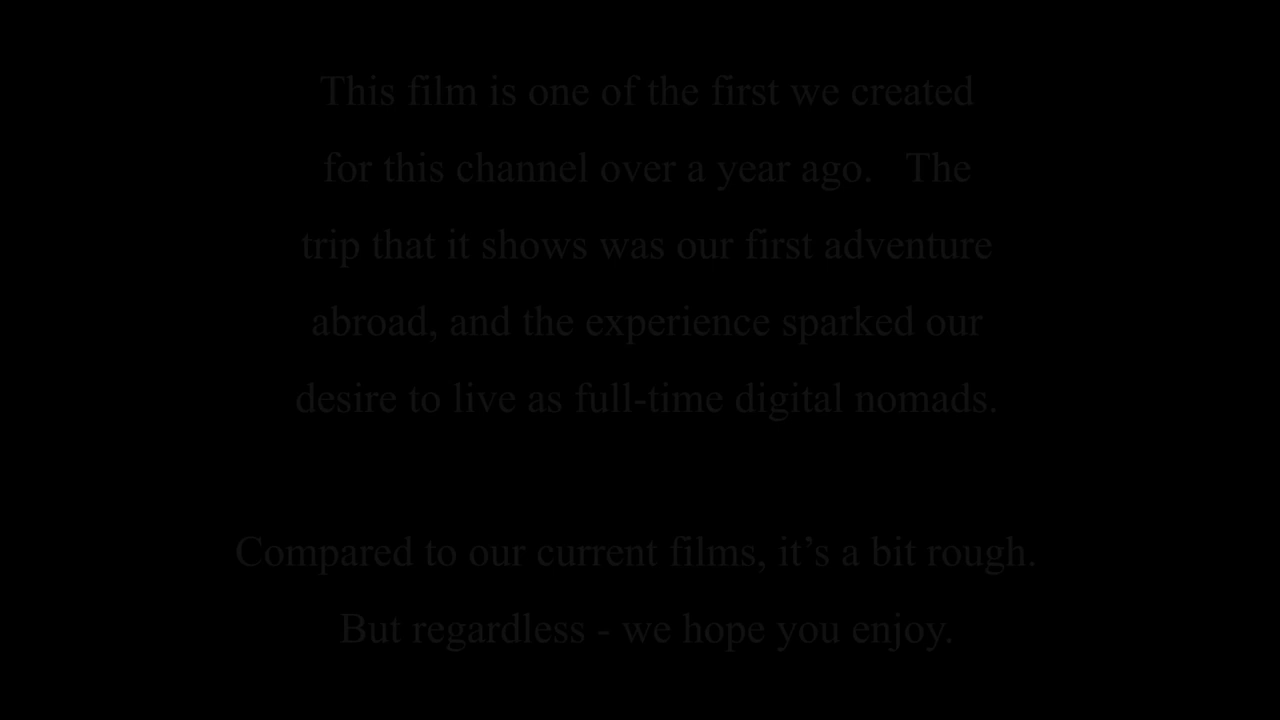 This film is one of the first we created
for this channel over a year ago.   The
trip that it shows was our first adventure
abroad, and the experience sparked our
desire to live as full-time digital nomads.
Compared to our current films, it’s a bit rough.
But regardless - we hope you enjoy.